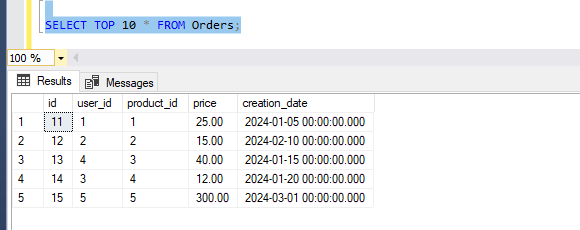 SELECT TOP 10 * FROM Orders;
100 %
Results Messages
id user_id product_id price creation_date
1 11 1 1 25.00 2024-01-05 00:00:00.000
2 12 2 2 15.00 2024-02-10 00:00:00.000
3 13 4 3 40.00 2024-01-15 00:00:00.000
4 14 3 4 12.00 2024-01-20 00:00:00.000
5 15 5 5 300.00 2024-03-01 00:00:00.000